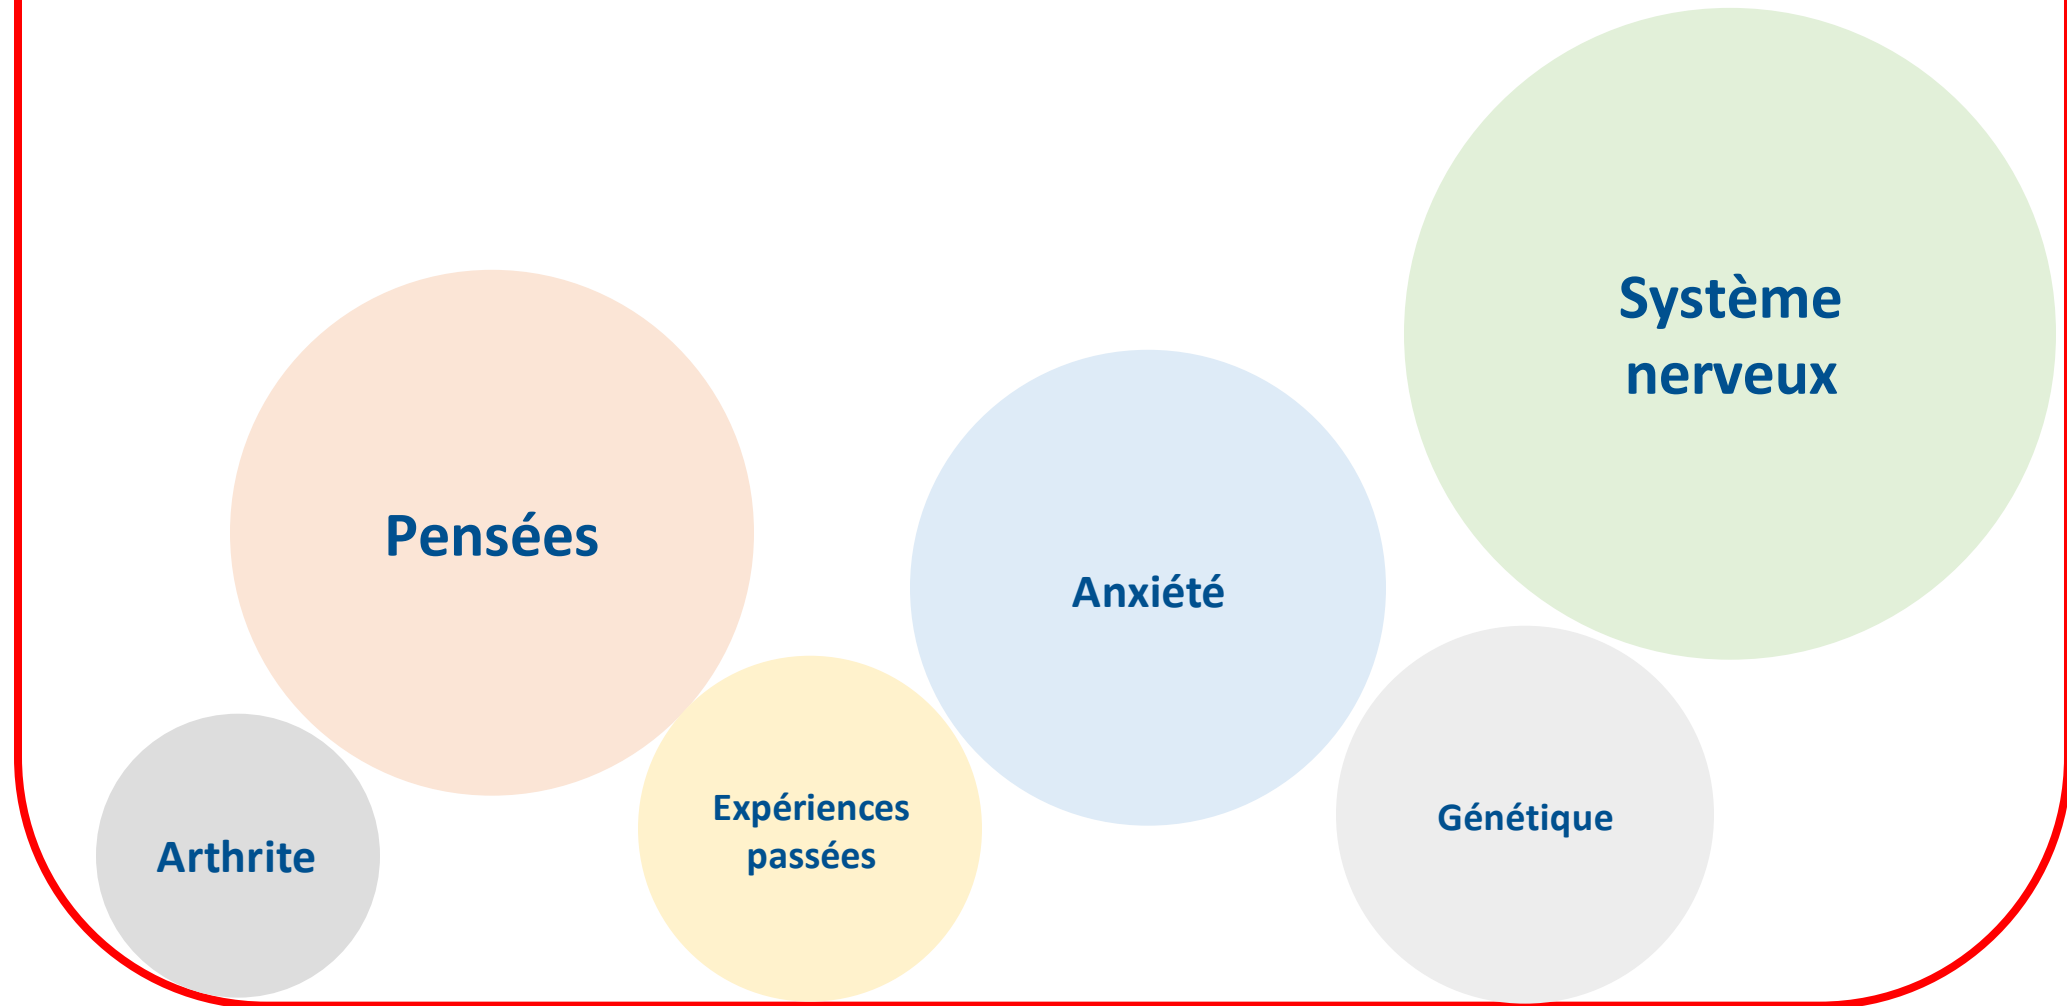 Système
nerveux
Pensées
Anxiété
Expériences
passées
Génétique
Arthrite